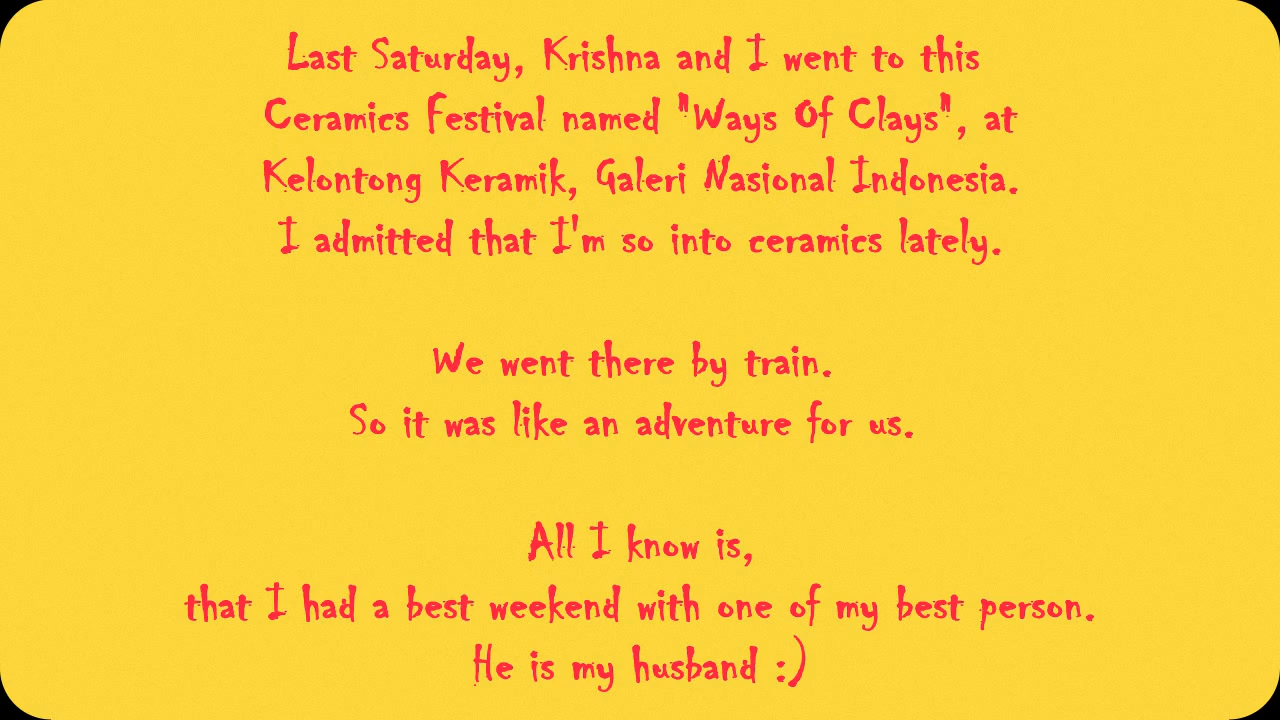 Last Saturday, Krishna and I went to this
Ceramics Festival named "Ways Of Clays", at
Kelontong Keramik, Galeri Nasional Indonesia.
I admitted that I'm so into ceramics lately.
We went there by train.
So it was like an adventure for us.
All I know is,
that I had a best weekend with one of my best person.
He is my husband :)